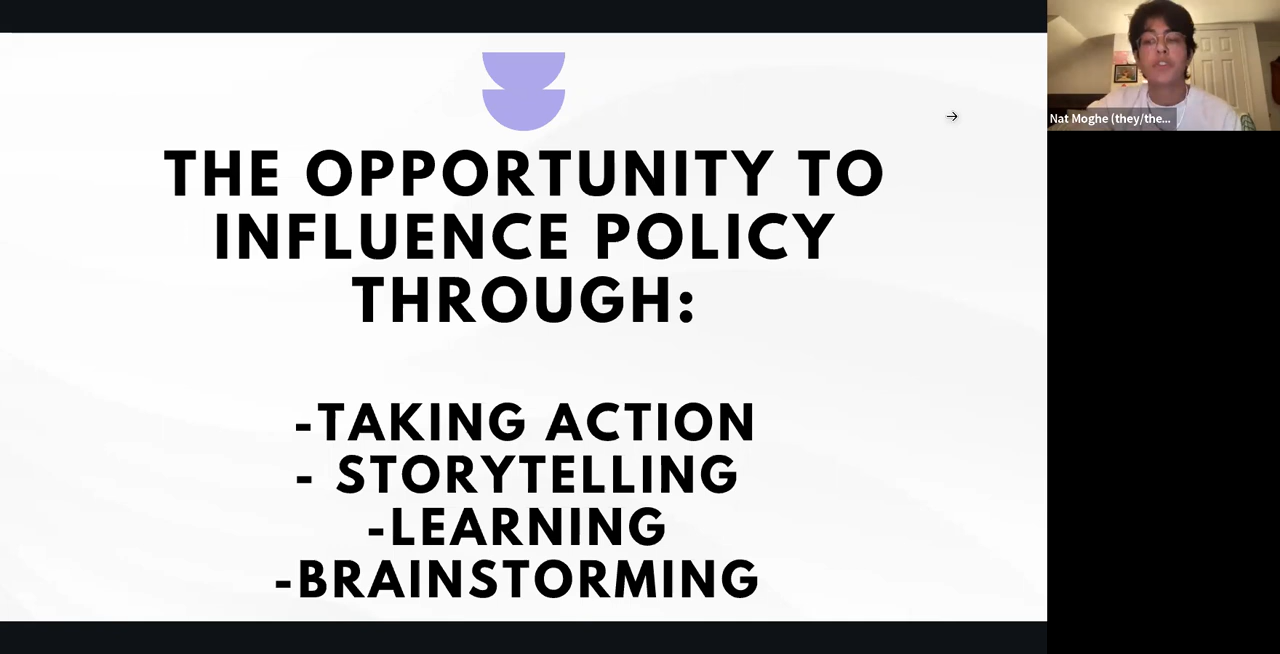 THE OPPORTUNITY TO
INFLUENCE POLICY
THROUGH:
-TAKING ACTION
- STORYTELLING
-LEARNING
-BRAINSTORMING
Nat Moghe (they/the...